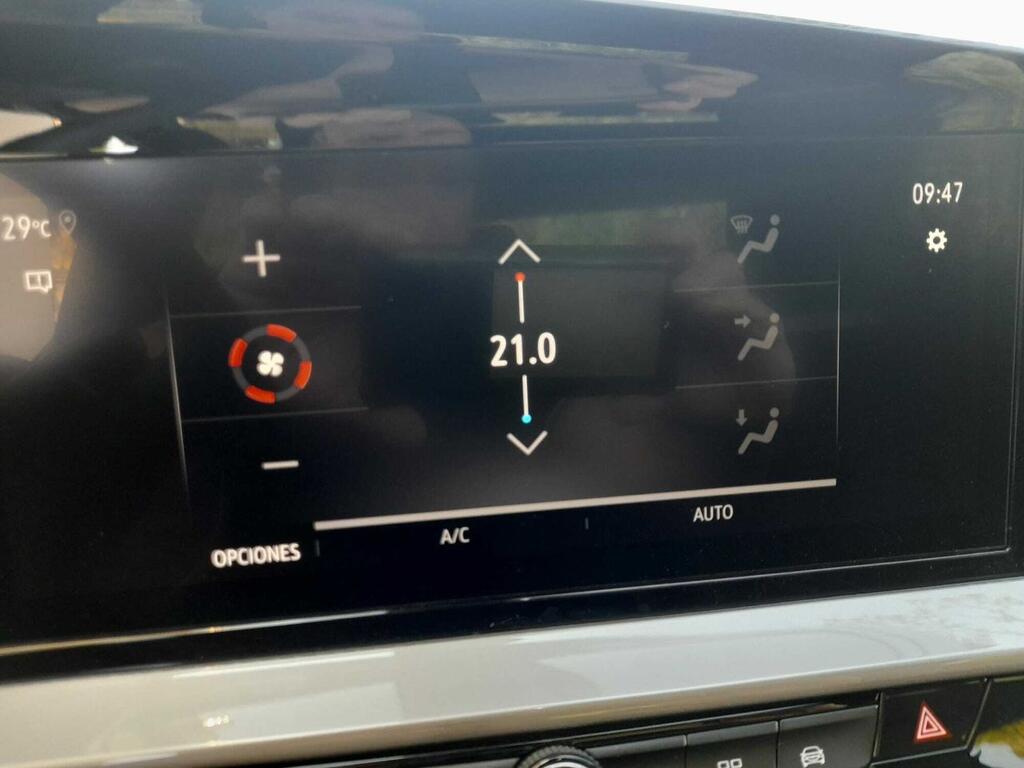 09:47
29°C
21.0
OPCIONES
A/C
AUTO